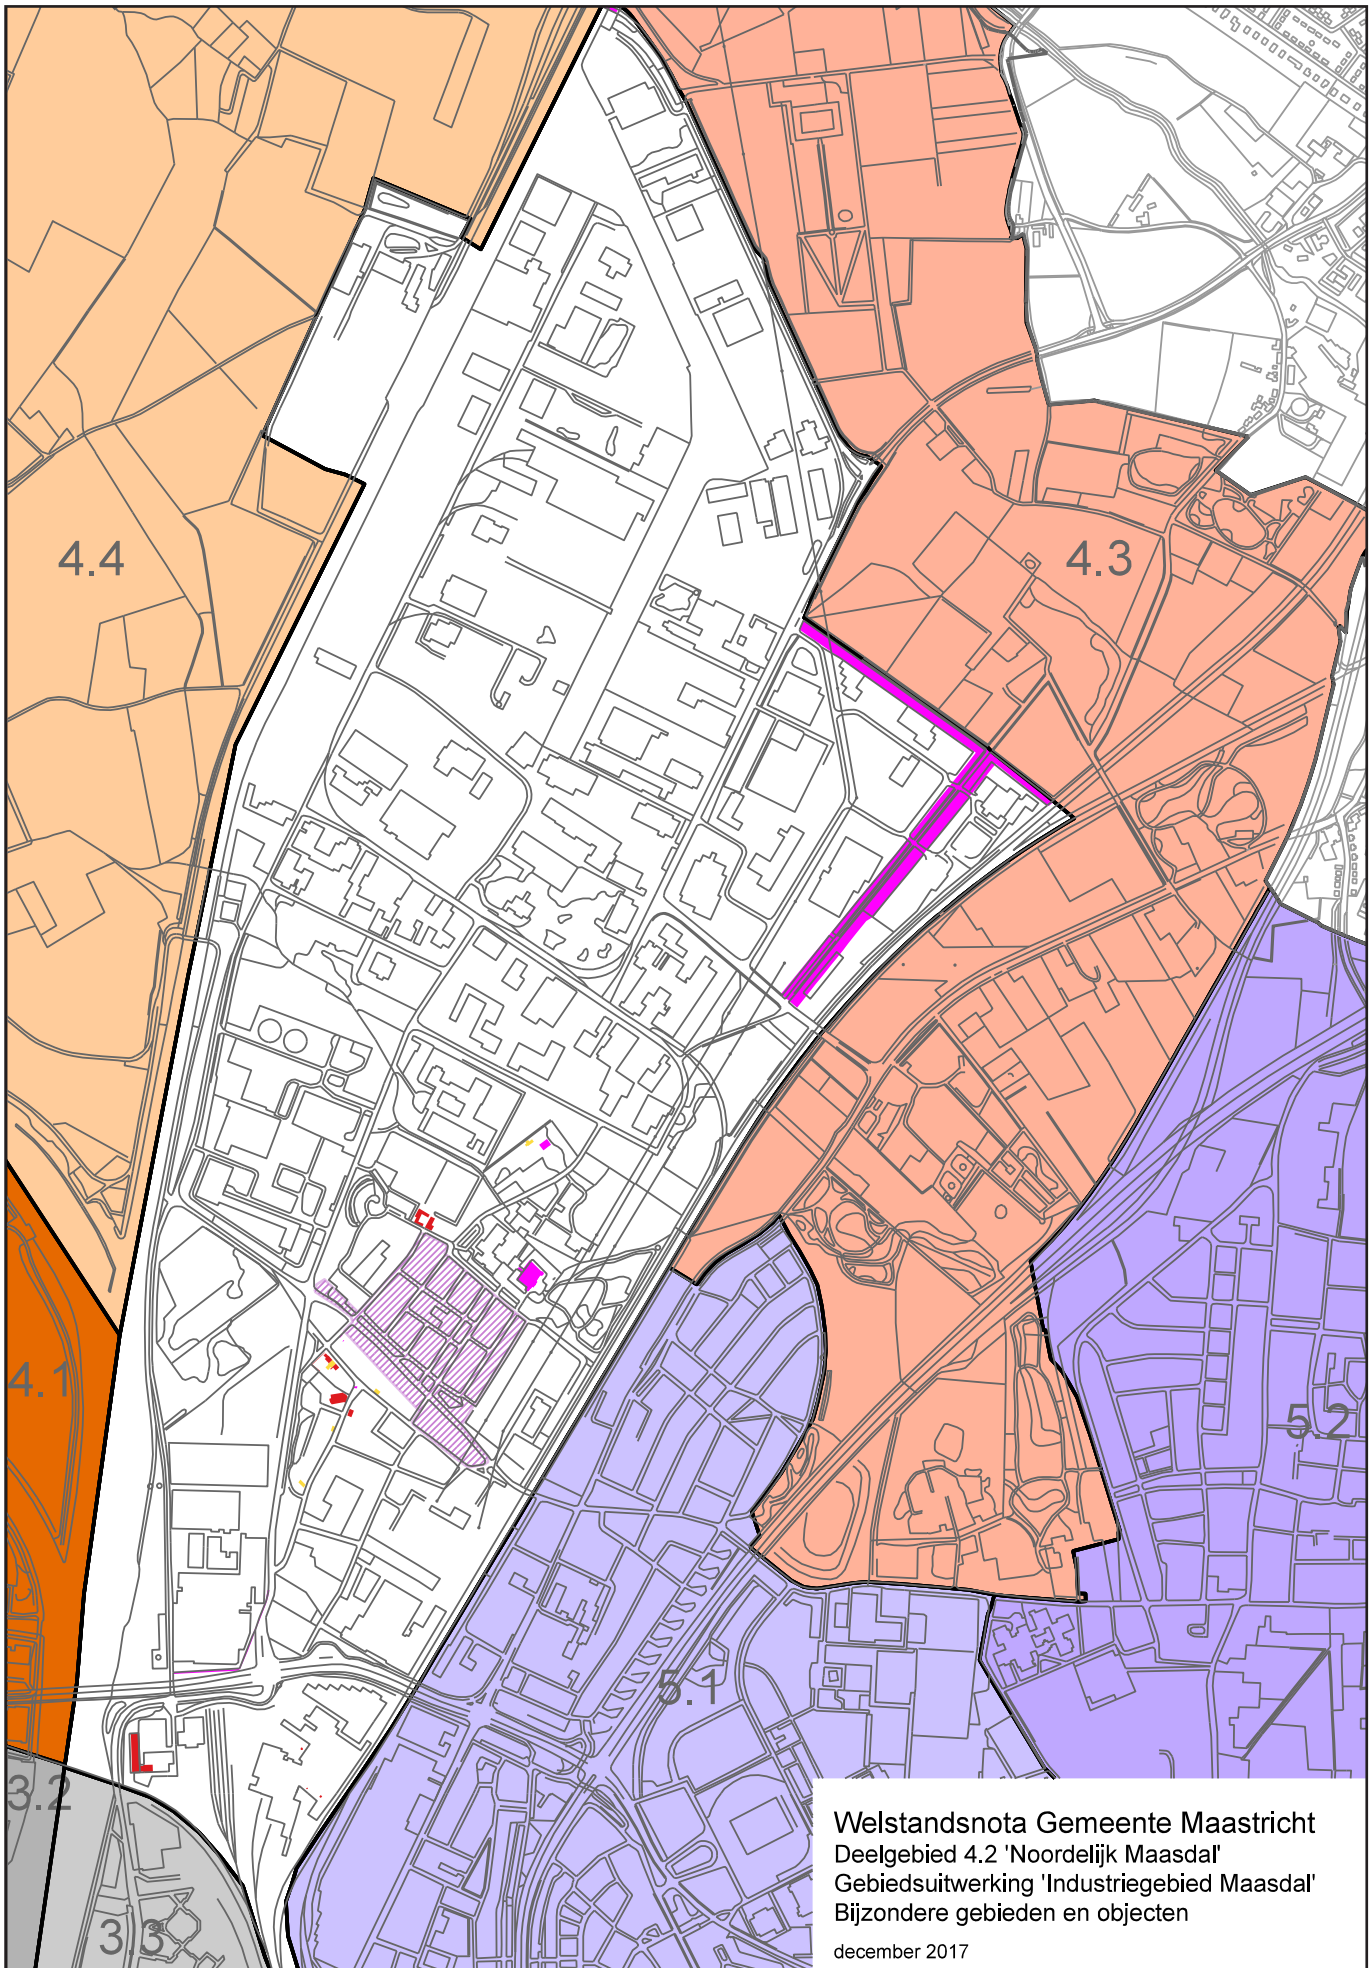 4.4
4.3
4.1
5.2
5.1
3.2
3.3
Welstandsnota Gemeente Maastricht
Deelgebied 4.2 'Noordelijk Maasdal'
Gebiedsuitwerking 'Industriegebied Maasdal'
Bijzondere gebieden en objecten
december 2017